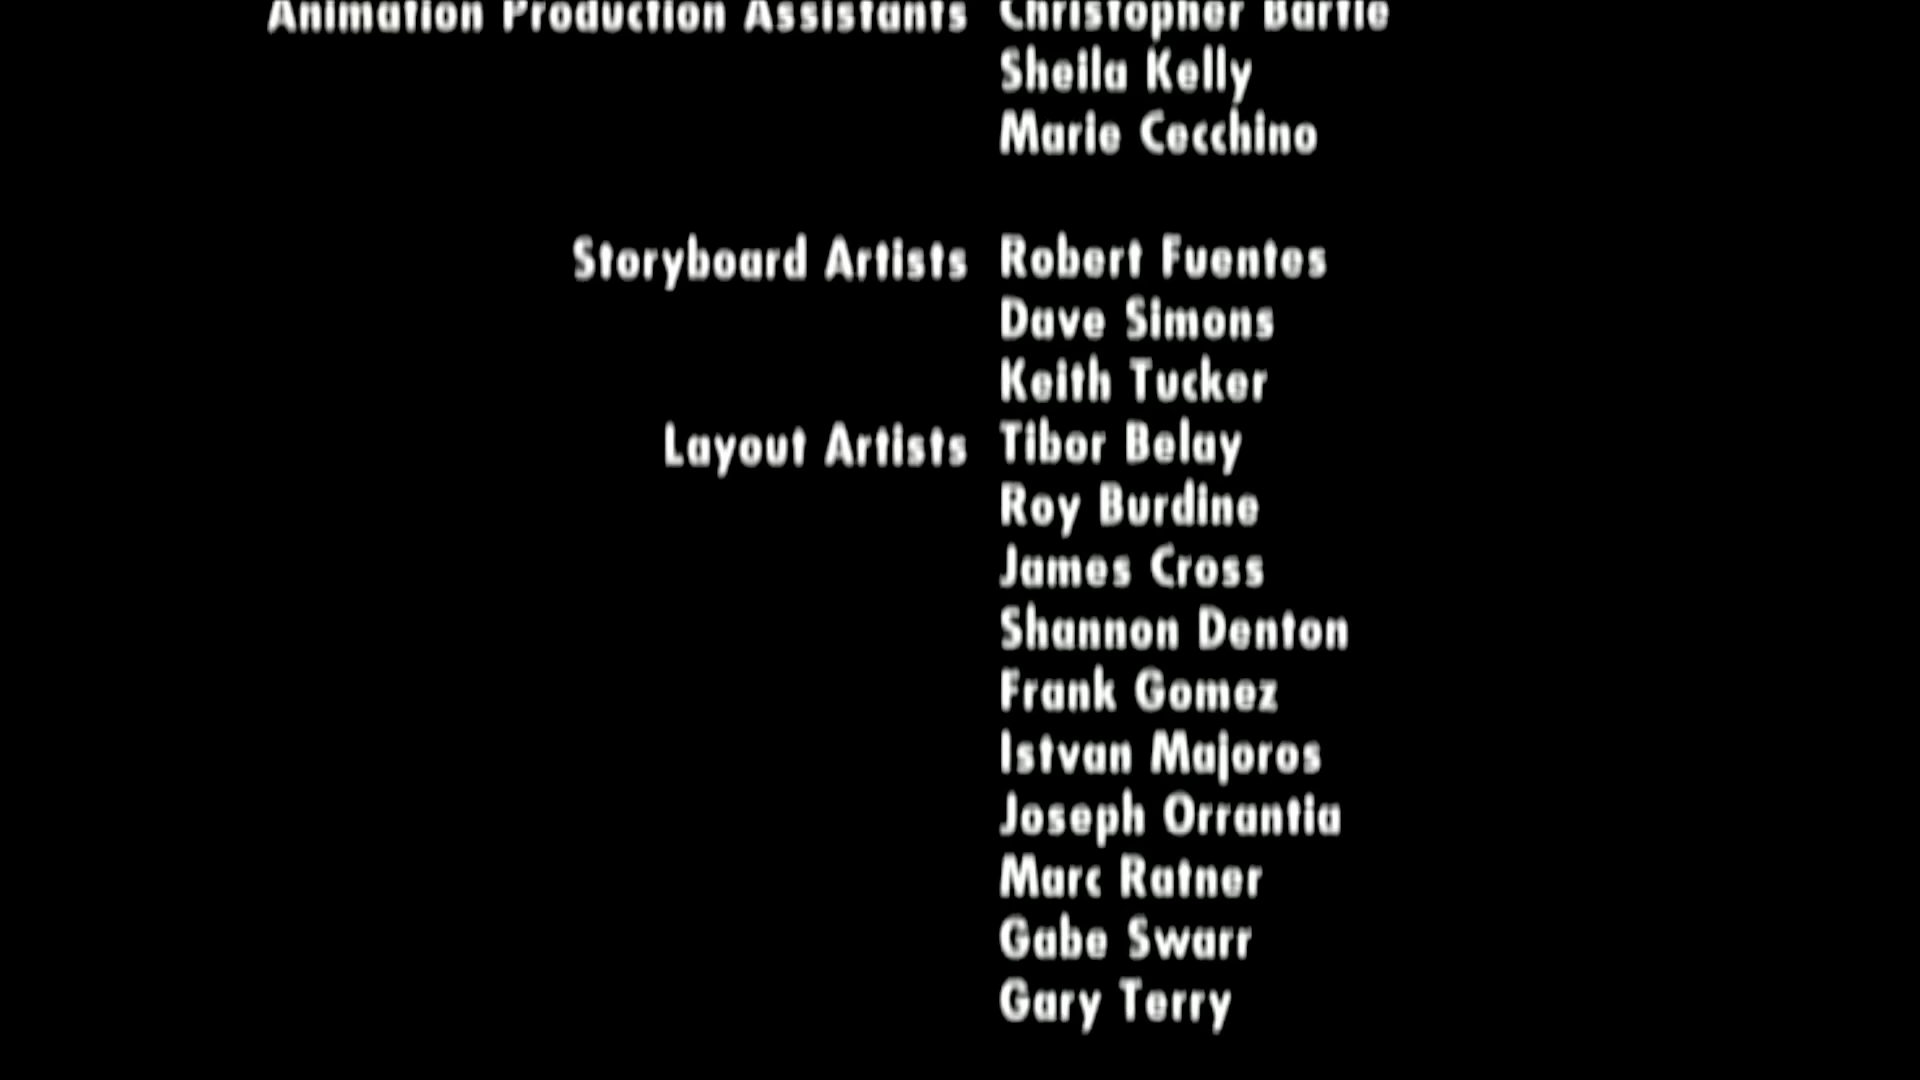 Animation Production Assistants Christopher Bartle
Sheila Kelly
Marie Cecchino
Storyboard Artists Robert Fuentes
Dave Simons
Keith Tucker
Layout Artists Tibor Belay
Roy Burdine
James Cross
Shannon Denton
Frank Gomez
Istvan Majoros
Joseph Orrantia
Marc Ratner
Gabe Swarr
Gary Terry